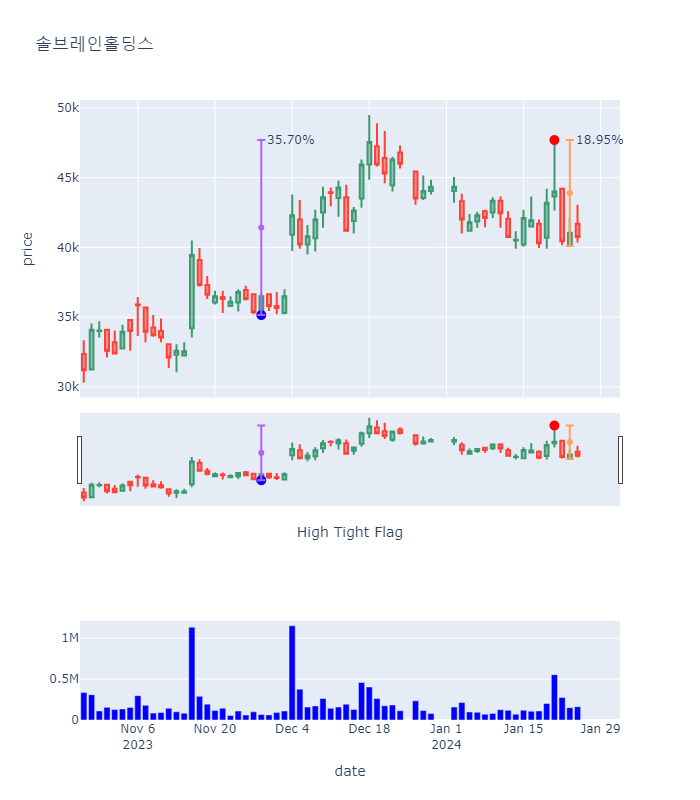 솔브레인홀딩스
50k
45k
40k
35k
30k
price
35.70%
18.95%
High Tight Flag
1M
0.5M
0
Nov 6
2023
Nov 20
Dec 4
Dec 18
Jan 1
2024
Jan 15
Jan 29
date